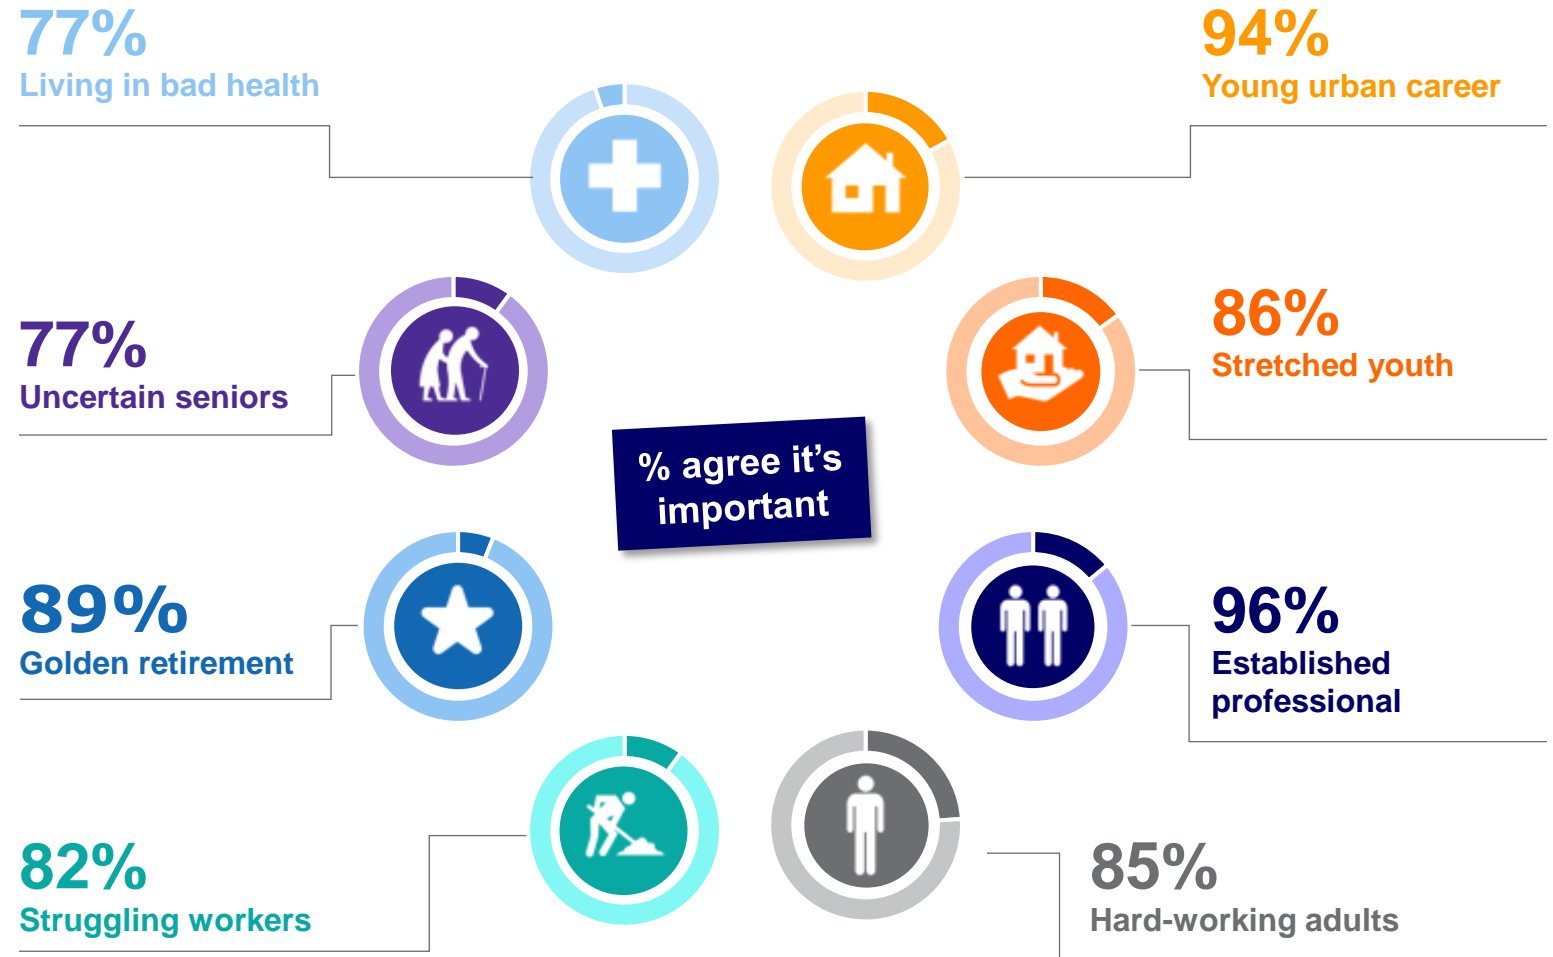 77%
Living in bad health
94%
Young urban career
77%
Uncertain seniors
86%
Stretched youth
% agree it’s
important
89%
Golden retirement
96%
Established
professional
82%
Struggling workers
85%
Hard-working adults